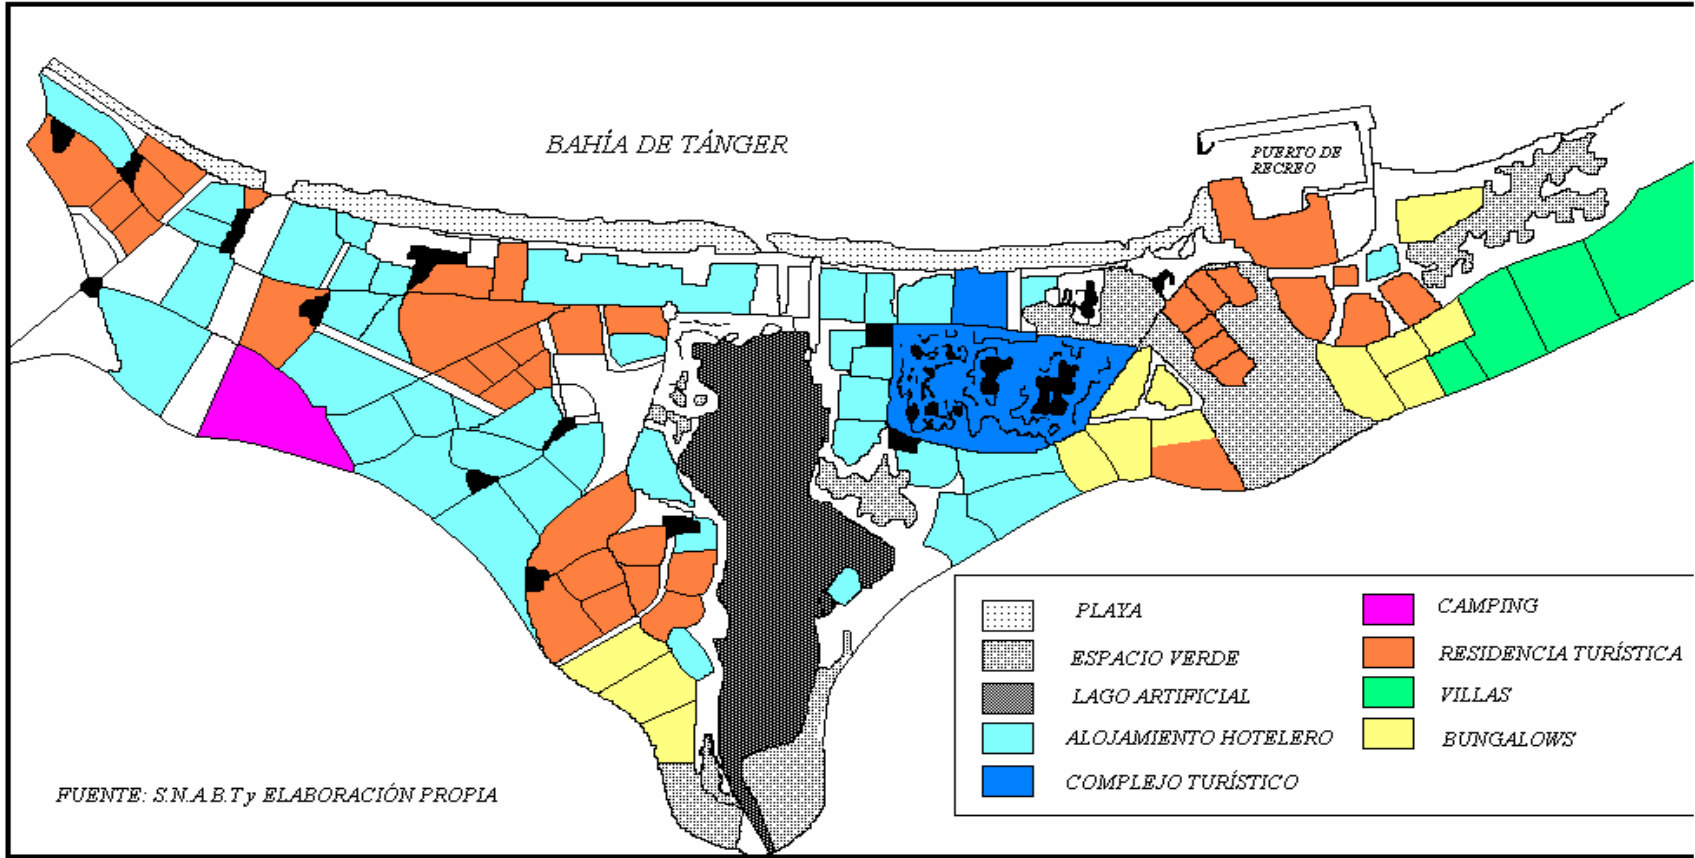 BAHÍA DE TÁNGER
PUERTO DE
RECREO
PLAYA
ESPACIO VERDE
LAGO ARTIFICIAL
ALOJAMIENTO HOTELERO
COMPLEJO TURÍSTICO
CAMPING
RESIDENCIA TURÍSTICA
VILLAS
BUNGALOWS
FUENTE: S.N.A.B.T y ELABORACIÓN PROPIA